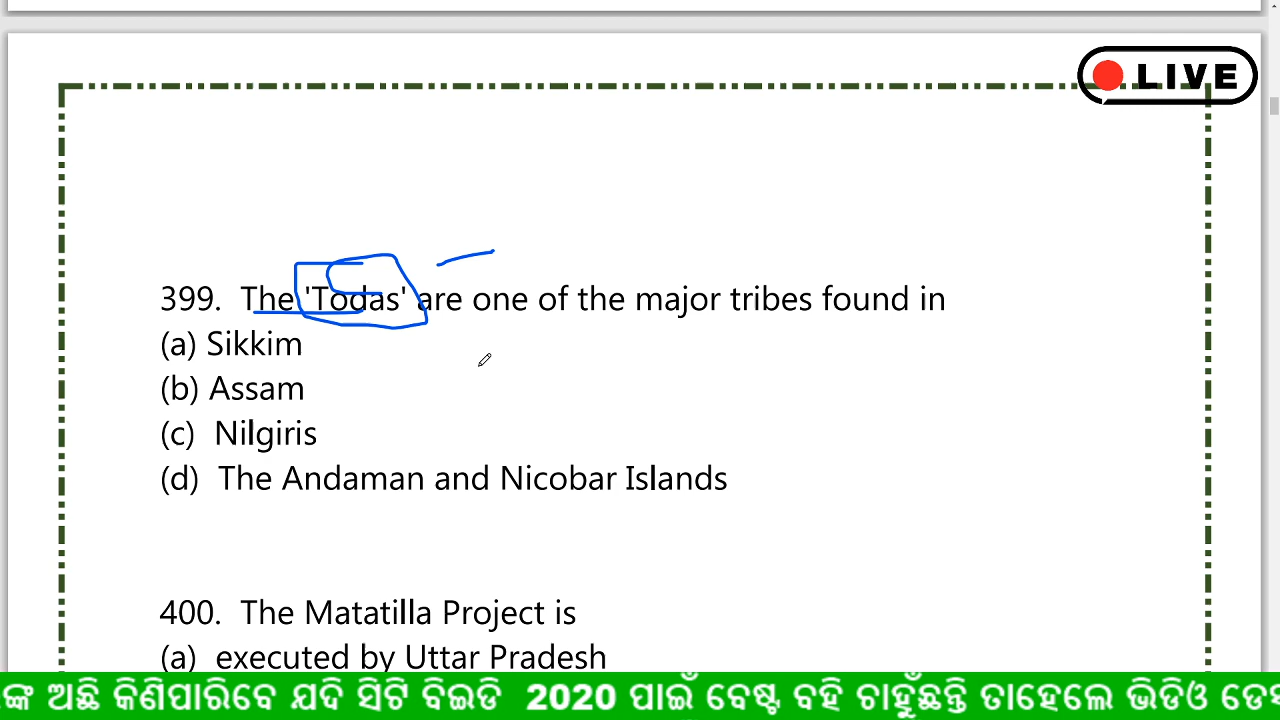 LIVE
399. The 'Todas' are one of the major tribes found in
(a) Sikkim
(b) Assam
(c) Nilgiris
(d) The Andaman and Nicobar Islands
400. The Matatilla Project is
(a) executed by Uttar Pradesh
ଙ୍କ ଅଛି କିଣିପାରିବେ ଯଦି ସିଟି ବିଇଡି 2020 ପାଇଁ ବେଷ୍ଟ ବହି ଚାହୁଁଛନ୍ତି ତାହେଲେ ଭିଡିଓ